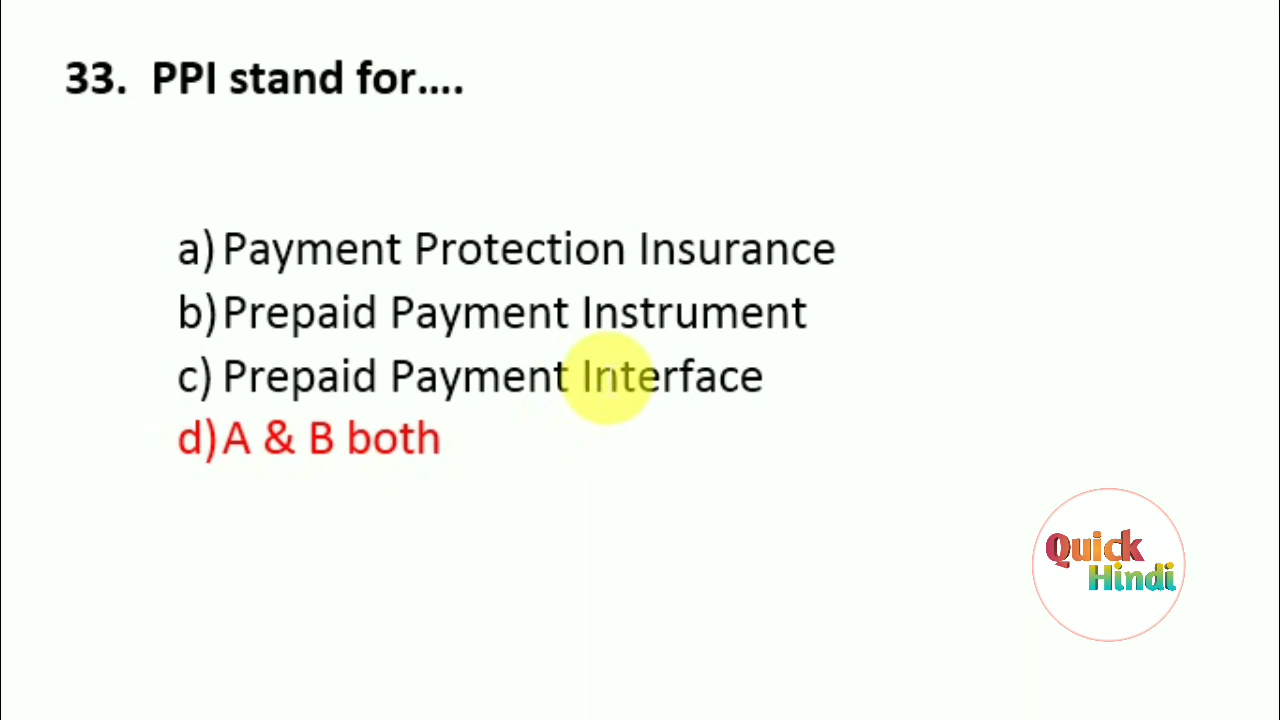 33. PPI stand for....
a) Payment Protection Insurance
b) Prepaid Payment Instrument
c) Prepaid Payment Interface
d) A & B both
Quick
Hindi